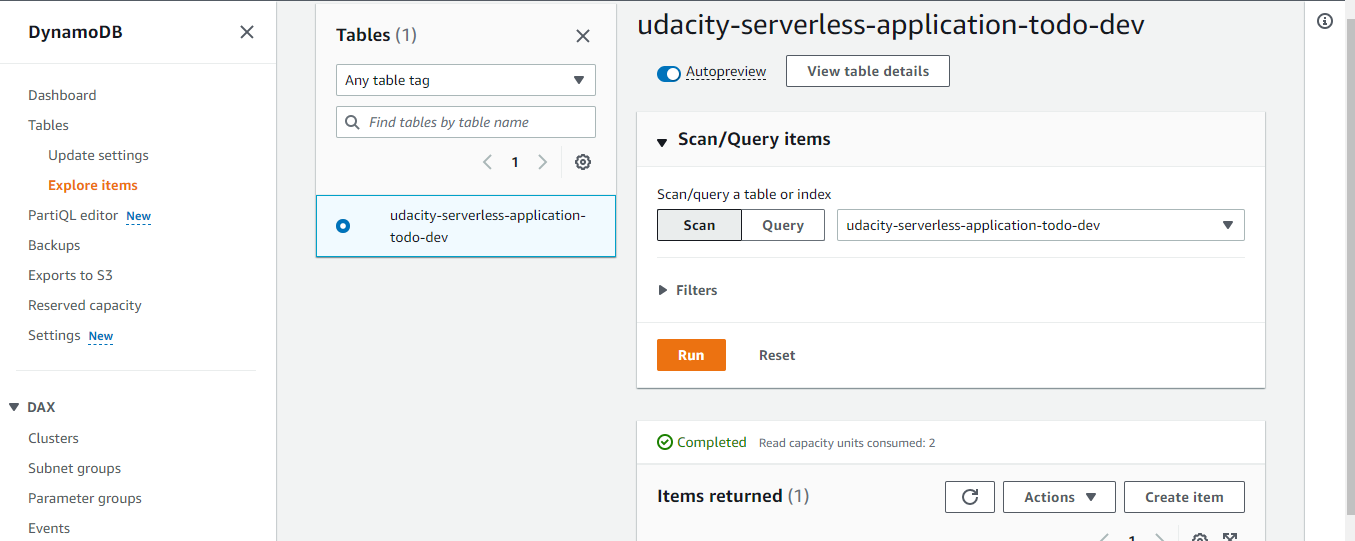 DynamoDB
Dashboard
Tables
Update settings
Explore items
PartiQL editor New
Backups
Exports to S3
Reserved capacity
Settings New
DAX
Clusters
Subnet groups
Parameter groups
Events
Tables (1)
Any table tag
Find tables by table name
1
udacity-serverless-application-
todo-dev
udacity-serverless-application-todo-dev
Autopreview View table details
Scan/Query items
Scan/query a table or index
Scan Query udacity-serverless-application-todo-dev
Filters
Run Reset
Completed Read capacity units consumed: 2
Items returned (1) Actions Create item
1